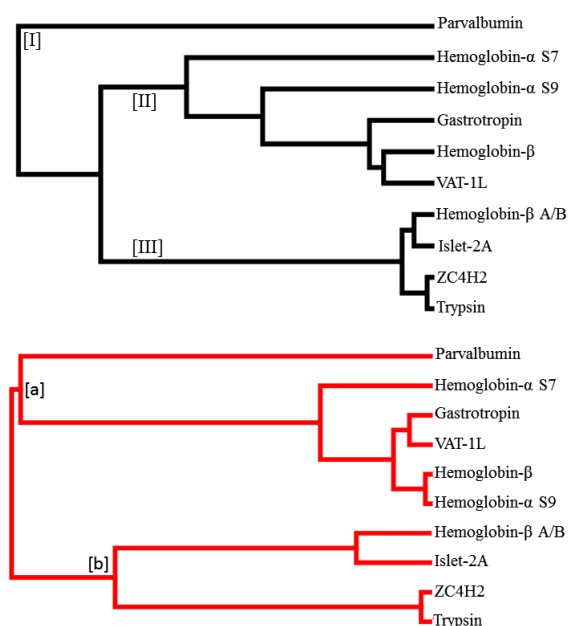 Parvalbumin
[I]
Hemoglobin-α S7
Hemoglobin-α S9
[II]
Gastrotropin
Hemoglobin-β
VAT-1L
Hemoglobin-β A/B
[III]
Islet-2A
ZC4H2
Trypsin
Parvalbumin
[a]
Hemoglobin-α S7
Gastrotropin
VAT-1L
Hemoglobin-β
Hemoglobin-α S9
Hemoglobin-β A/B
[b]
Islet-2A
ZC4H2
Trypsin